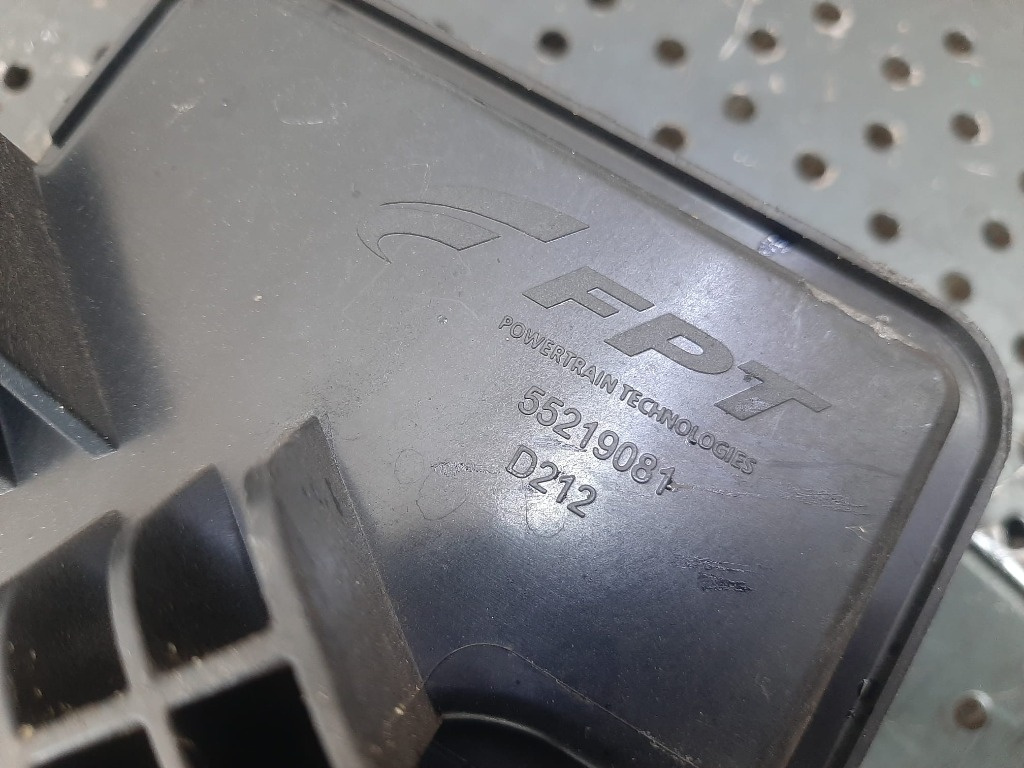 FPT
POWERTRAIN TECHNOLOGIES
55219081
D212